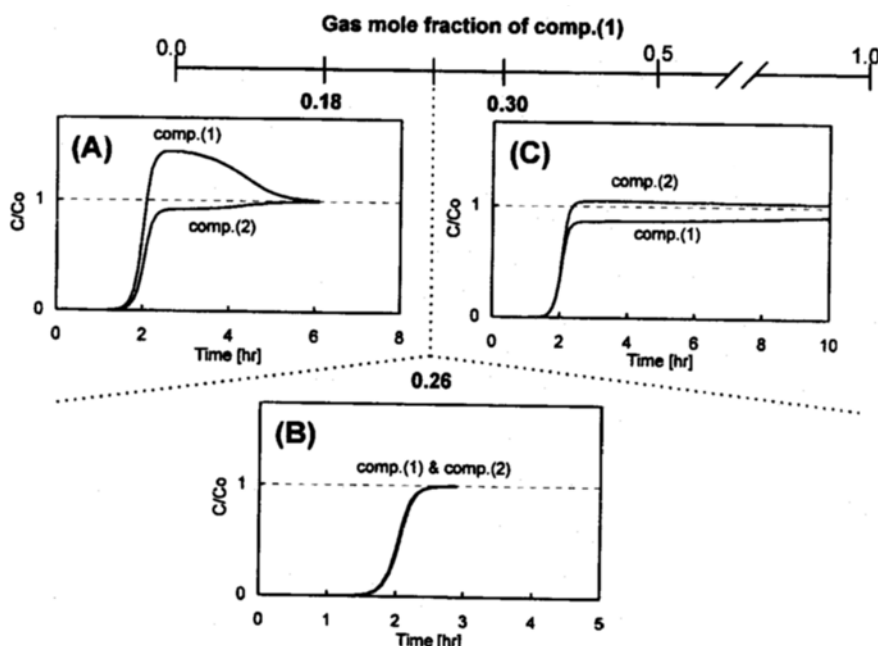 Gas mole fraction of comp.(1)
0.0
0.5
1.0
0.18
0.30
(A)
comp.(1)
comp.(2)
C/Co
1
0
0
2
4
6
8
Time [hr]
(C)
comp.(2)
comp.(1)
C/Co
1
0
0
2
4
6
8
10
Time [hr]
0.26
(B)
comp.(1) & comp.(2)
C/Co
1
0
0
1
2
3
4
5
Time [hr]